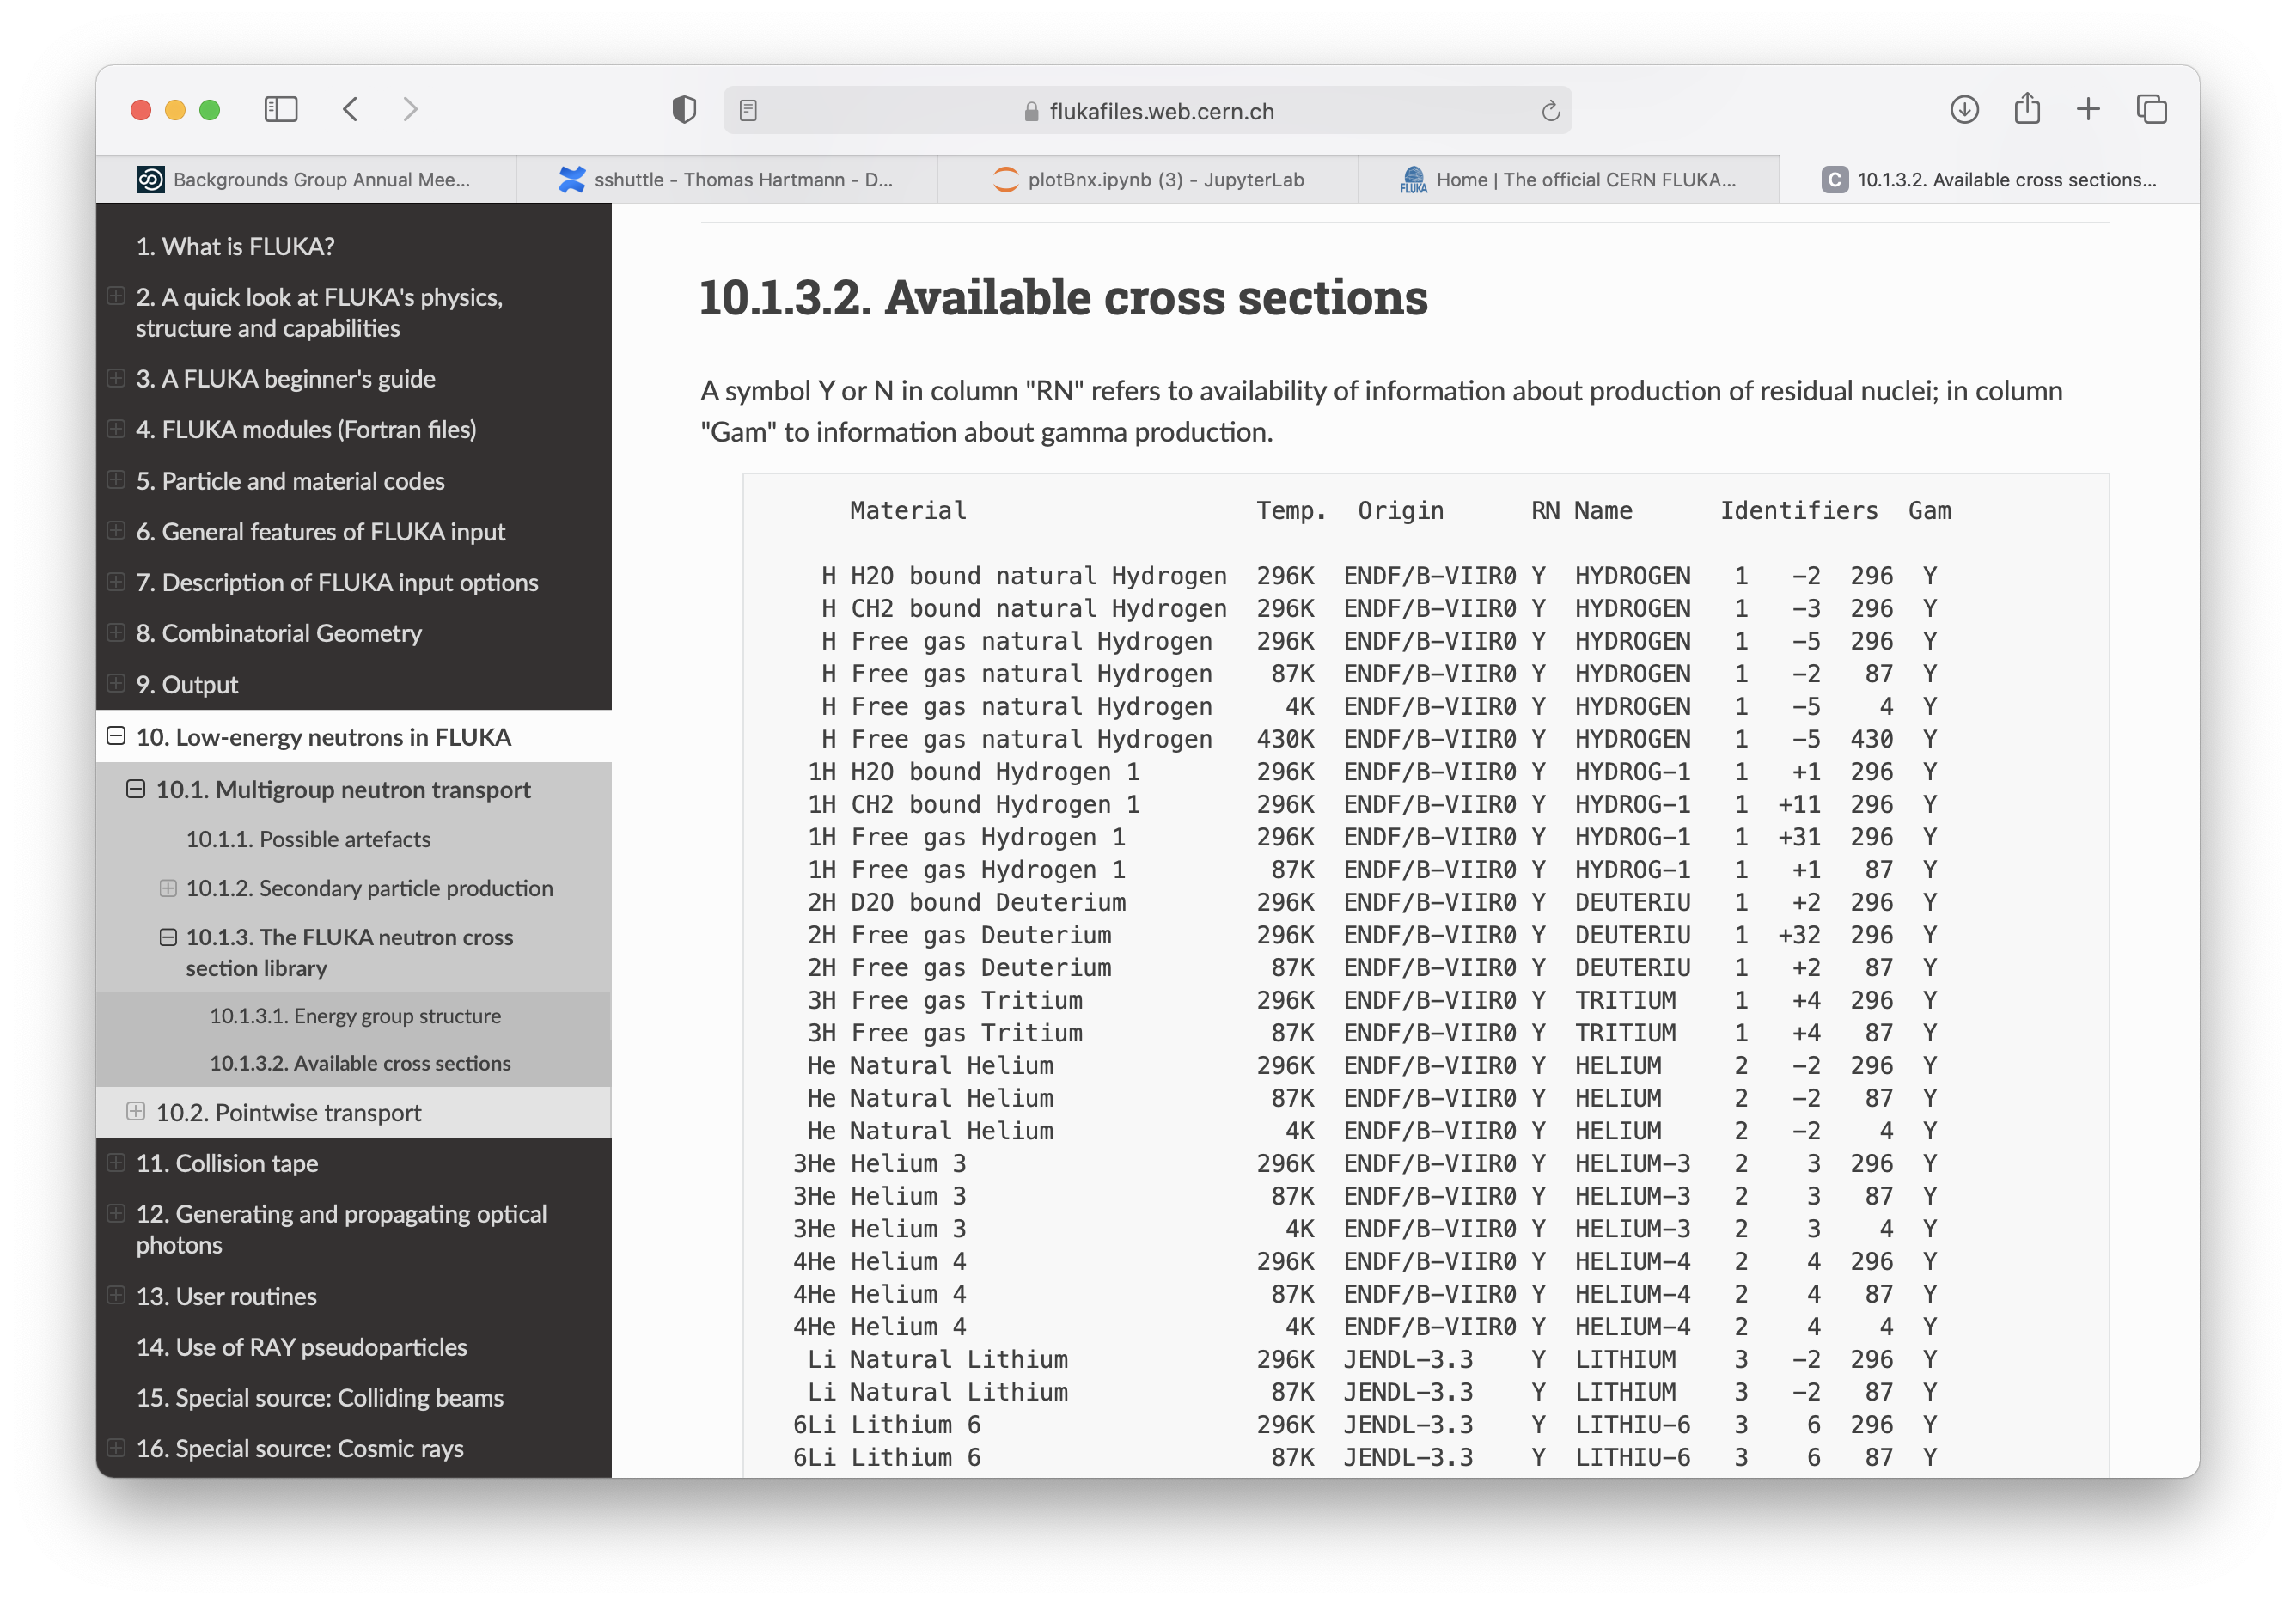 flukafiles.web.cern.ch
Backgrounds Group Annual Mee...
sshuttle - Thomas Hartmann - D...
plotBnx.ipynb (3) - JupyterLab
FLUKA
Home | The official CERN FLUKA...
C
10.1.3.2. Available cross sections...
1. What is FLUKA?
2. A quick look at FLUKA's physics,
structure and capabilities
3. A FLUKA beginner's guide
4. FLUKA modules (Fortran files)
5. Particle and material codes
6. General features of FLUKA input
7. Description of FLUKA input options
8. Combinatorial Geometry
9. Output
10. Low-energy neutrons in FLUKA
10.1. Multigroup neutron transport
10.1.1. Possible artefacts
10.1.2. Secondary particle production
10.1.3. The FLUKA neutron cross
section library
10.1.3.1. Energy group structure
10.1.3.2. Available cross sections
10.2. Pointwise transport
11. Collision tape
12. Generating and propagating optical
photons
13. User routines
14. Use of RAY pseudoparticles
15. Special source: Colliding beams
16. Special source: Cosmic rays
10.1.3.2. Available cross sections
A symbol Y or N in column "RN" refers to availability of information about production of residual nuclei; in column
"Gam" to information about gamma production.
Material Temp. Origin RN Name Identifiers Gam
H H2O bound natural Hydrogen 296K ENDF/B-VIIR0 Y HYDROGEN 1 -2 296 Y
H CH2 bound natural Hydrogen 296K ENDF/B-VIIR0 Y HYDROGEN 1 -3 296 Y
H Free gas natural Hydrogen 296K ENDF/B-VIIR0 Y HYDROGEN 1 -5 296 Y
H Free gas natural Hydrogen 87K ENDF/B-VIIR0 Y HYDROGEN 1 -2 87 Y
H Free gas natural Hydrogen 4K ENDF/B-VIIR0 Y HYDROGEN 1 -5 4 Y
H Free gas natural Hydrogen 430K ENDF/B-VIIR0 Y HYDROGEN 1 -5 430 Y
1H H2O bound Hydrogen 1 296K ENDF/B-VIIR0 Y HYDROG-1 1 +1 296 Y
1H CH2 bound Hydrogen 1 296K ENDF/B-VIIR0 Y HYDROG-1 1 +11 296 Y
1H Free gas Hydrogen 1 296K ENDF/B-VIIR0 Y HYDROG-1 1 +31 296 Y
1H Free gas Hydrogen 1 87K ENDF/B-VIIR0 Y HYDROG-1 1 +1 87 Y
2H D2O bound Deuterium 296K ENDF/B-VIIR0 Y DEUTERIU 1 +2 296 Y
2H Free gas Deuterium 296K ENDF/B-VIIR0 Y DEUTERIU 1 +32 296 Y
2H Free gas Deuterium 87K ENDF/B-VIIR0 Y DEUTERIU 1 +2 87 Y
3H Free gas Tritium 296K ENDF/B-VIIR0 Y TRITIUM 1 +4 296 Y
3H Free gas Tritium 87K ENDF/B-VIIR0 Y TRITIUM 1 +4 87 Y
He Natural Helium 296K ENDF/B-VIIR0 Y HELIUM 2 -2 296 Y
He Natural Helium 87K ENDF/B-VIIR0 Y HELIUM 2 -2 87 Y
He Natural Helium 4K ENDF/B-VIIR0 Y HELIUM 2 -2 4 Y
3He Helium 3 296K ENDF/B-VIIR0 Y HELIUM-3 2 3 296 Y
3He Helium 3 87K ENDF/B-VIIR0 Y HELIUM-3 2 3 87 Y
3He Helium 3 4K ENDF/B-VIIR0 Y HELIUM-3 2 3 4 Y
4He Helium 4 296K ENDF/B-VIIR0 Y HELIUM-4 2 4 296 Y
4He Helium 4 87K ENDF/B-VIIR0 Y HELIUM-4 2 4 87 Y
4He Helium 4 4K ENDF/B-VIIR0 Y HELIUM-4 2 4 4 Y
Li Natural Lithium 296K JENDL-3.3 Y LITHIUM 3 -2 296 Y
Li Natural Lithium 87K JENDL-3.3 Y LITHIUM 3 -2 87 Y
6Li Lithium 6 296K JENDL-3.3 Y LITHIU-6 3 6 296 Y
6Li Lithium 6 87K JENDL-3.3 Y LITHIU-6 3 6 87 Y